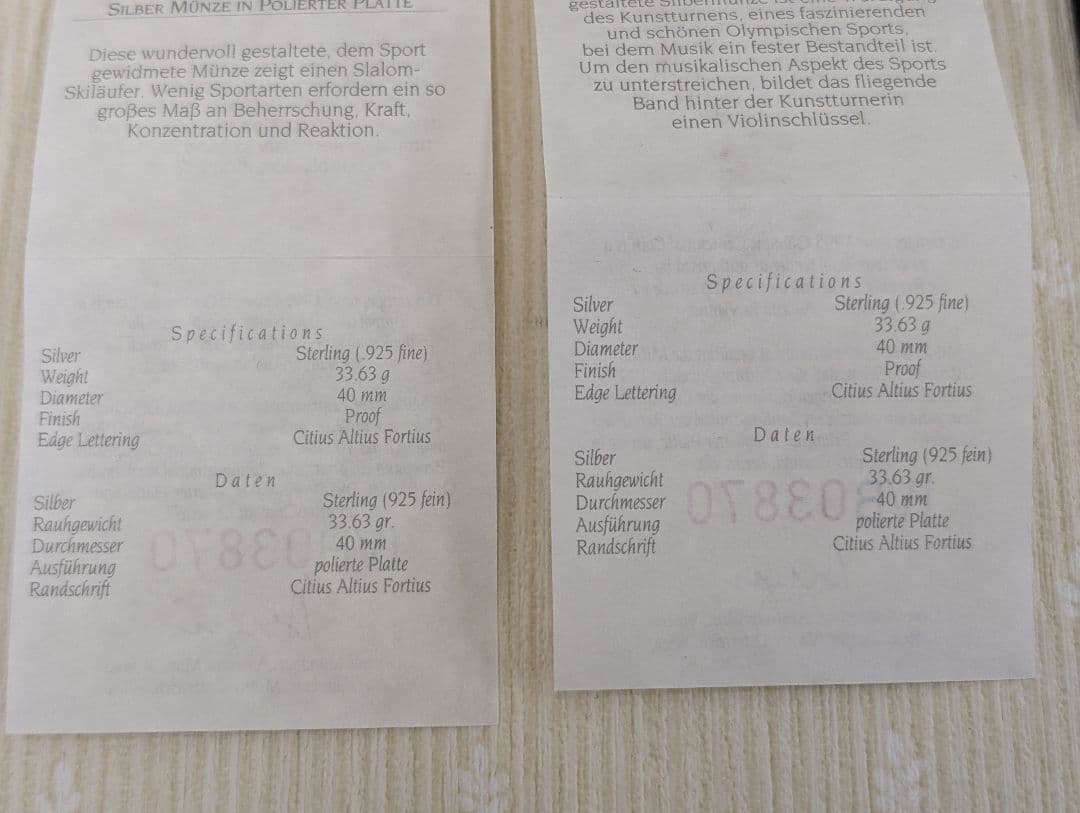 SILBER MÜNZE IN POLIERTER PLATTE
Diese wundervoll gestaltete, dem Sport
gewidmete Münze zeigt einen Slalom-
Skiläufer. Wenig Sportarten erfordern ein so
großes Maß an Beherrschung, Kraft,
Konzentration und Reaktion.
Specifications
Silver Sterling (.925 fine)
Weight 33.63 g
Diameter 40 mm
Finish Proof
Edge Lettering Citius Altius Fortius
Daten
Silber Sterling (925 fein)
Rauhgewicht 33.63 gr.
Durchmesser 40 mm
Ausführung polierte Platte
Randschrift Citius Altius Fortius
des Kunstturnens, eines faszinierenden
und schönen Olympischen Sports,
bei dem Musik ein fester Bestandteil ist.
Um den musikalischen Aspekt des Sports
zu unterstreichen, bildet das fliegende
Band hinter der Kunstturnerin
einen Violinschlüssel.
Specifications
Silver Sterling (.925 fine)
Weight 33.63 g
Diameter 40 mm
Finish Proof
Edge Lettering Citius Altius Fortius
Daten
Silber Sterling (925 fein)
Rauhgewicht 33.63 gr.
Durchmesser 40 mm
Ausführung polierte Platte
Randschrift Citius Altius Fortius